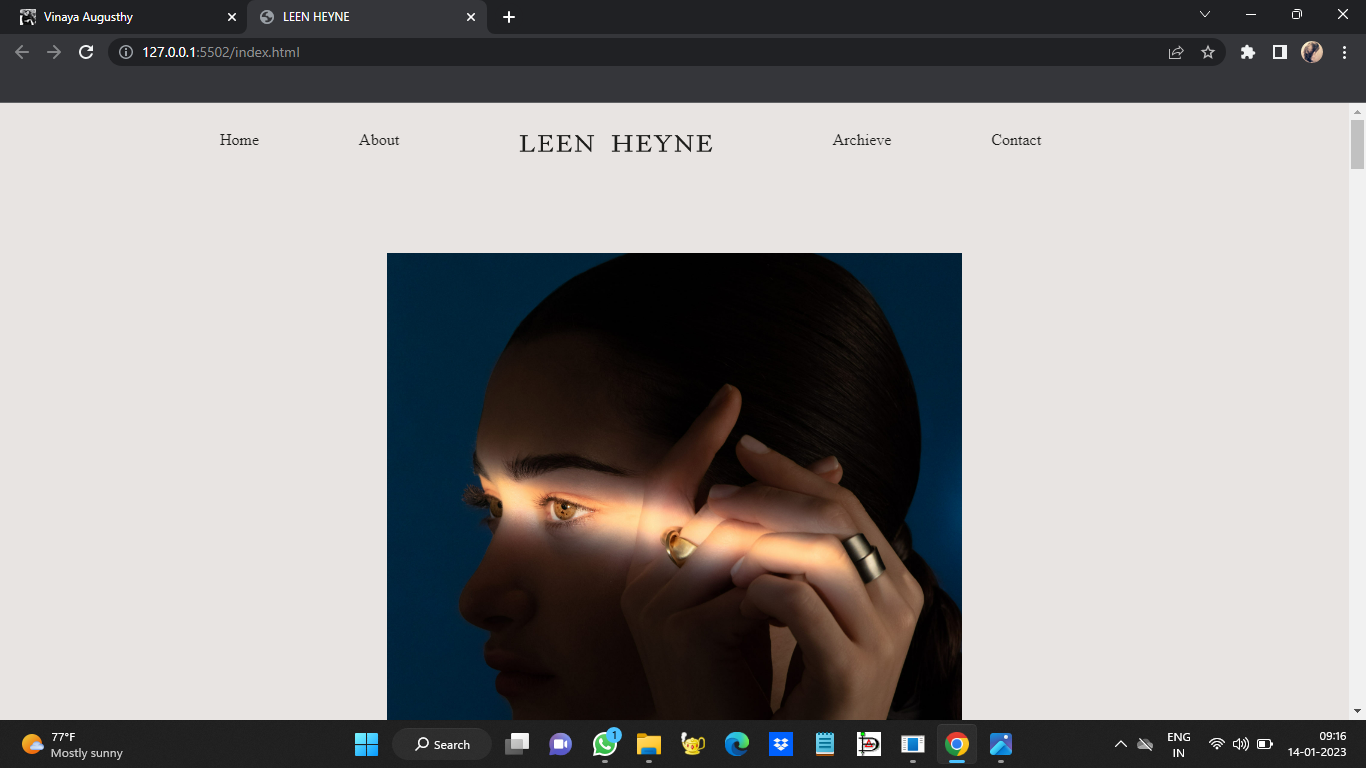 Vinaya Augusthy
LEEN HEYNE
127.0.0.1:5502/index.html
Home About LEEN HEYNE Archieve Contact
77°F
Mostly sunny
Search
1
ENG
IN
09:16
14-01-2023